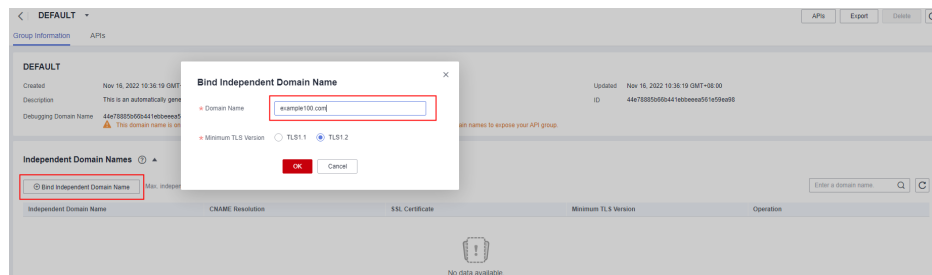 DEFAULT
APIs Export Delete
Group Information APIs
DEFAULT
Created Nov 16, 2022 10:36:19 GMT
Updated Nov 16, 2022 10:36:19 GMT+08:00
Description This is an automatically gene
ID 44e78885b66b441ebbeeea561e59ea98
Debugging Domain Name 44e78885b66b441ebbeeea5
This domain name is on
ain names to expose your API group.
Bind Independent Domain Name
* Domain Name example100.com
* Minimum TLS Version TLS1.1 TLS1.2
OK Cancel
Independent Domain Names
Bind Independent Domain Name Max. indepen
Enter a domain name.
Independent Domain Name CNAME Resolution SSL Certificate Minimum TLS Version Operation
No data available.